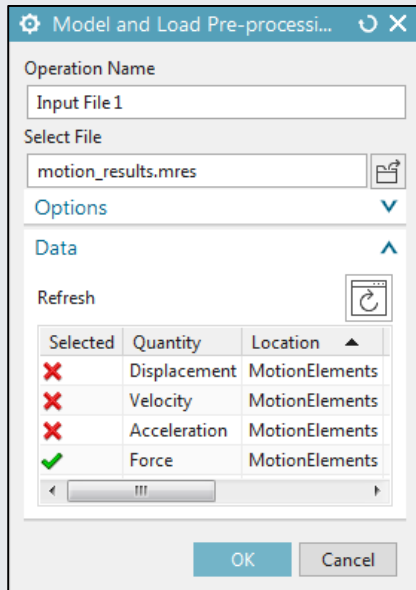 Model and Load Pre-processi...
Operation Name
Input File 1
Select File
motion_results.mres
Options
Data
Refresh
Selected Quantity Location
Displacement MotionElements
Velocity MotionElements
Acceleration MotionElements
Force MotionElements
OK Cancel